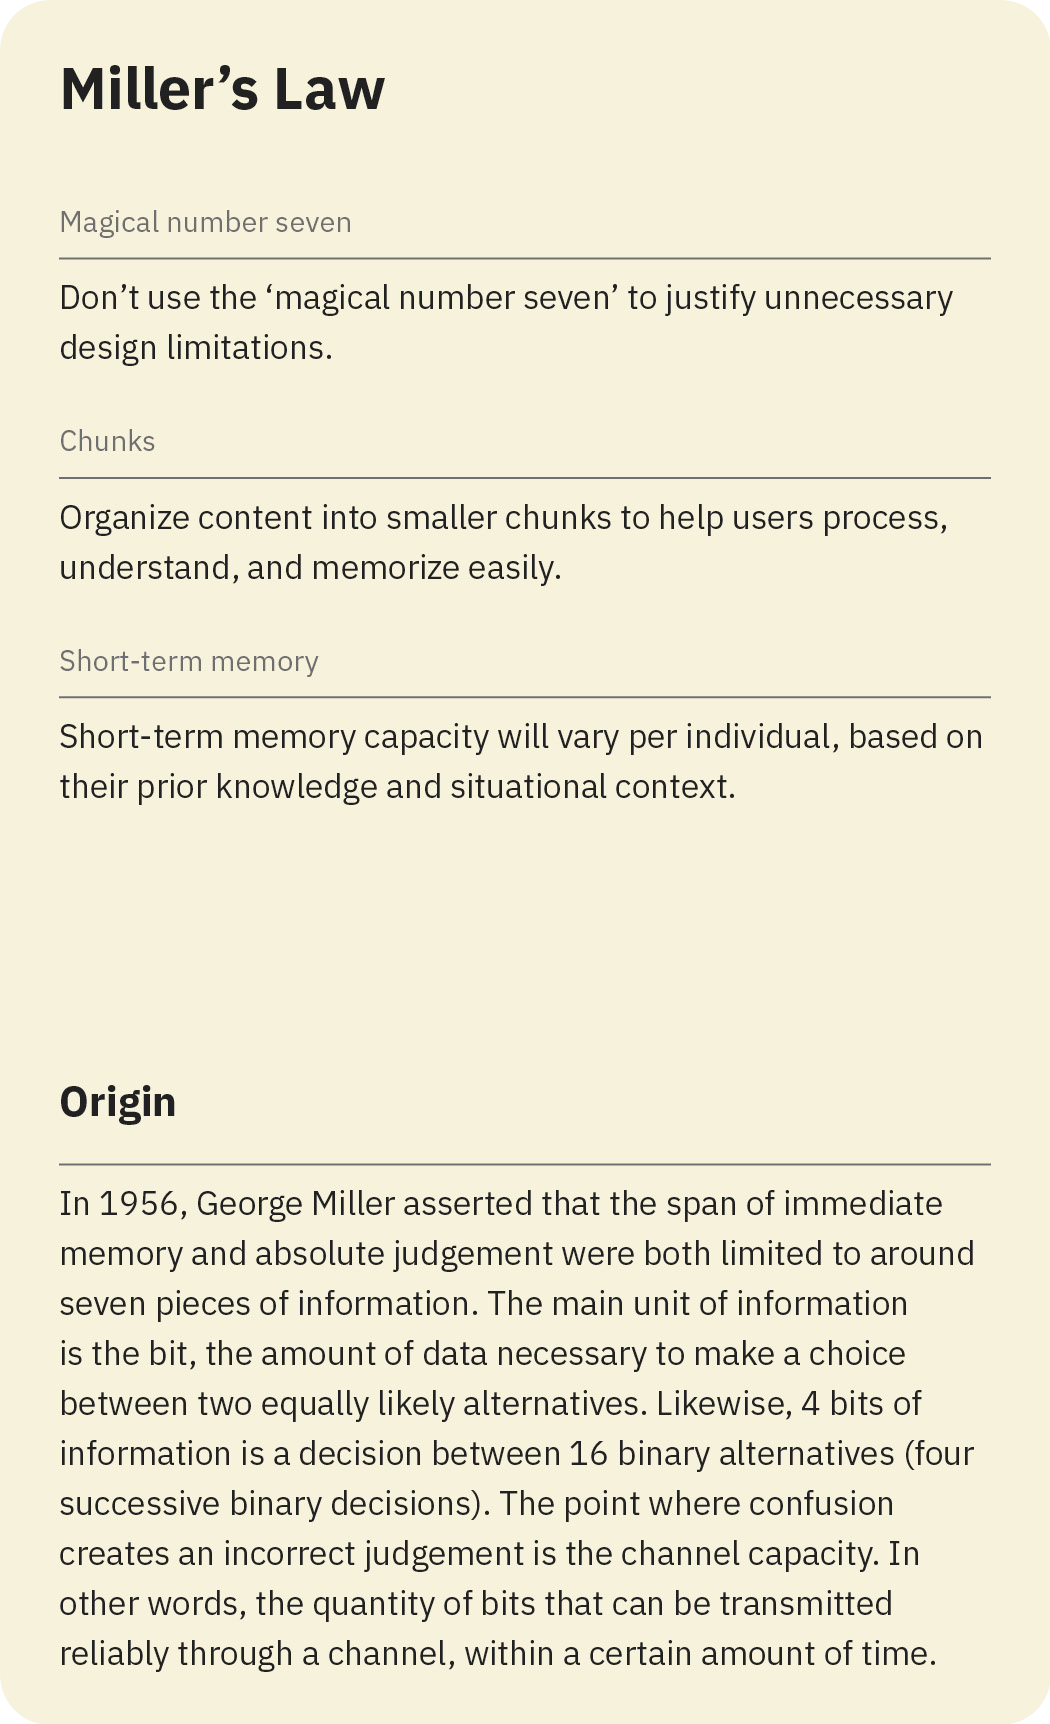 Miller’s Law
Magical number seven
Don’t use the ‘magical number seven’ to justify unnecessary
design limitations.
Chunks
Organize content into smaller chunks to help users process,
understand, and memorize easily.
Short-term memory
Short-term memory capacity will vary per individual, based on
their prior knowledge and situational context.
Origin
In 1956, George Miller asserted that the span of immediate
memory and absolute judgement were both limited to around
seven pieces of information. The main unit of information
is the bit, the amount of data necessary to make a choice
between two equally likely alternatives. Likewise, 4 bits of
information is a decision between 16 binary alternatives (four
successive binary decisions). The point where confusion
creates an incorrect judgement is the channel capacity. In
other words, the quantity of bits that can be transmitted
reliably through a channel, within a certain amount of time.